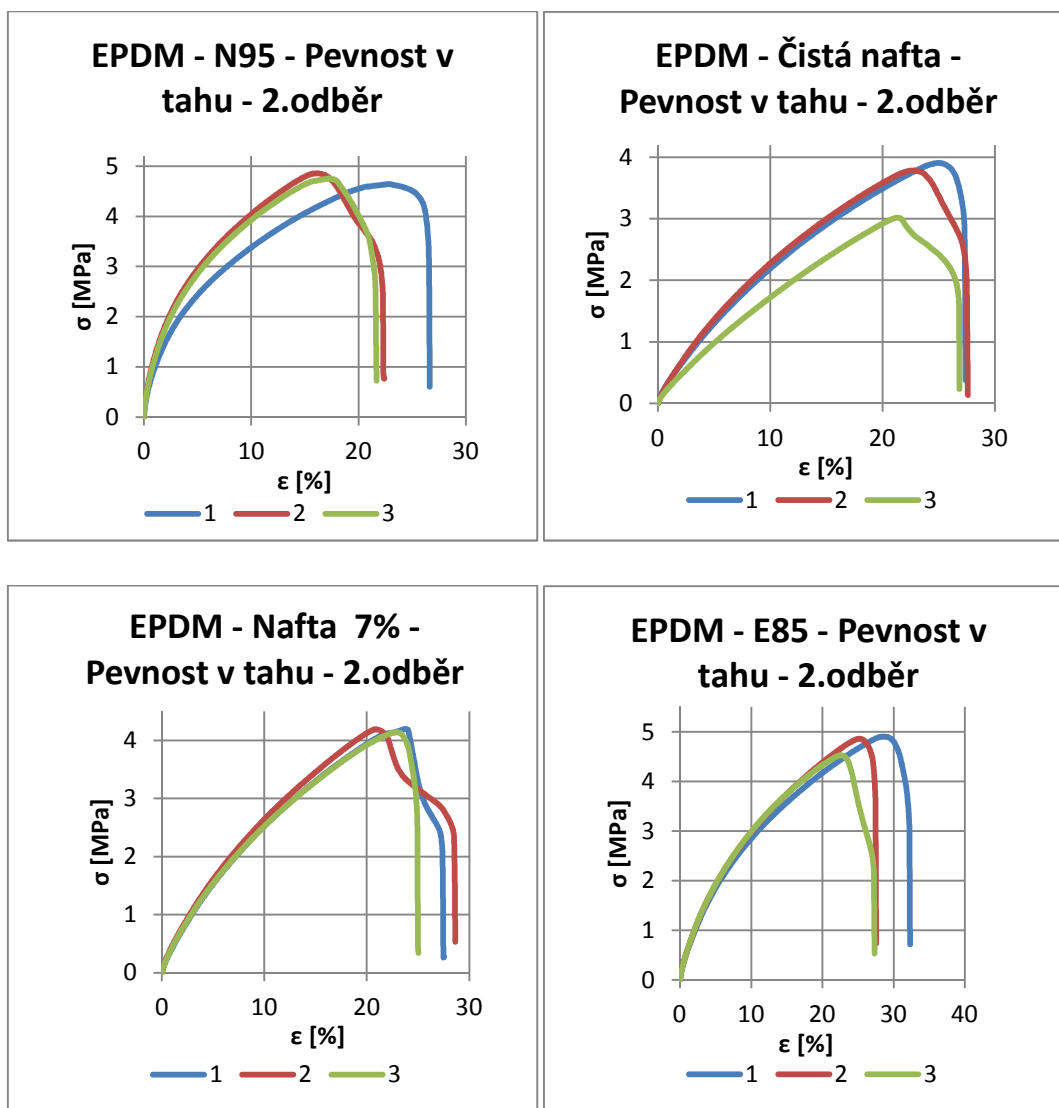 EPDM - N95 - Pevnost v
tahu - 2.odběr
5
4
3
2
1
0
σ [MPa]
0 10 20 30
ε [%]
1 2 3
EPDM - Čistá nafta -
Pevnost v tahu - 2.odběr
4
3
2
1
0
σ [MPa]
0 10 20 30
ε [%]
1 2 3
EPDM - Nafta 7% -
Pevnost v tahu - 2.odběr
4
3
2
1
0
σ [MPa]
0 10 20 30
ε [%]
1 2 3
EPDM - E85 - Pevnost v
tahu - 2.odběr
5
4
3
2
1
0
σ [MPa]
0 10 20 30 40
ε [%]
1 2 3